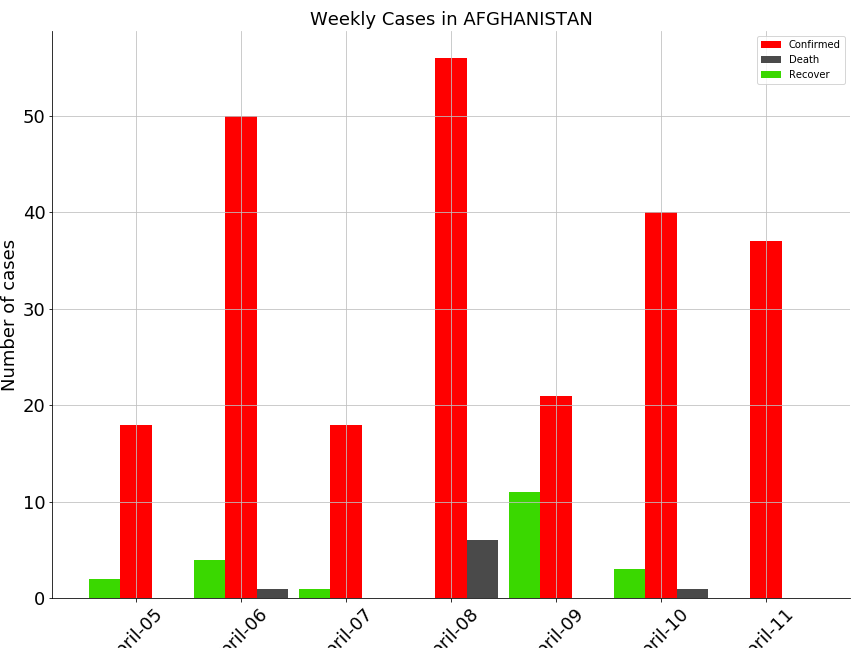 Weekly Cases in AFGHANISTAN
Confirmed
Death
Recover
Number of cases
50
40
30
20
10
0
pril-05
pril-06
pril-07
pril-08
pril-09
pril-10
pril-11